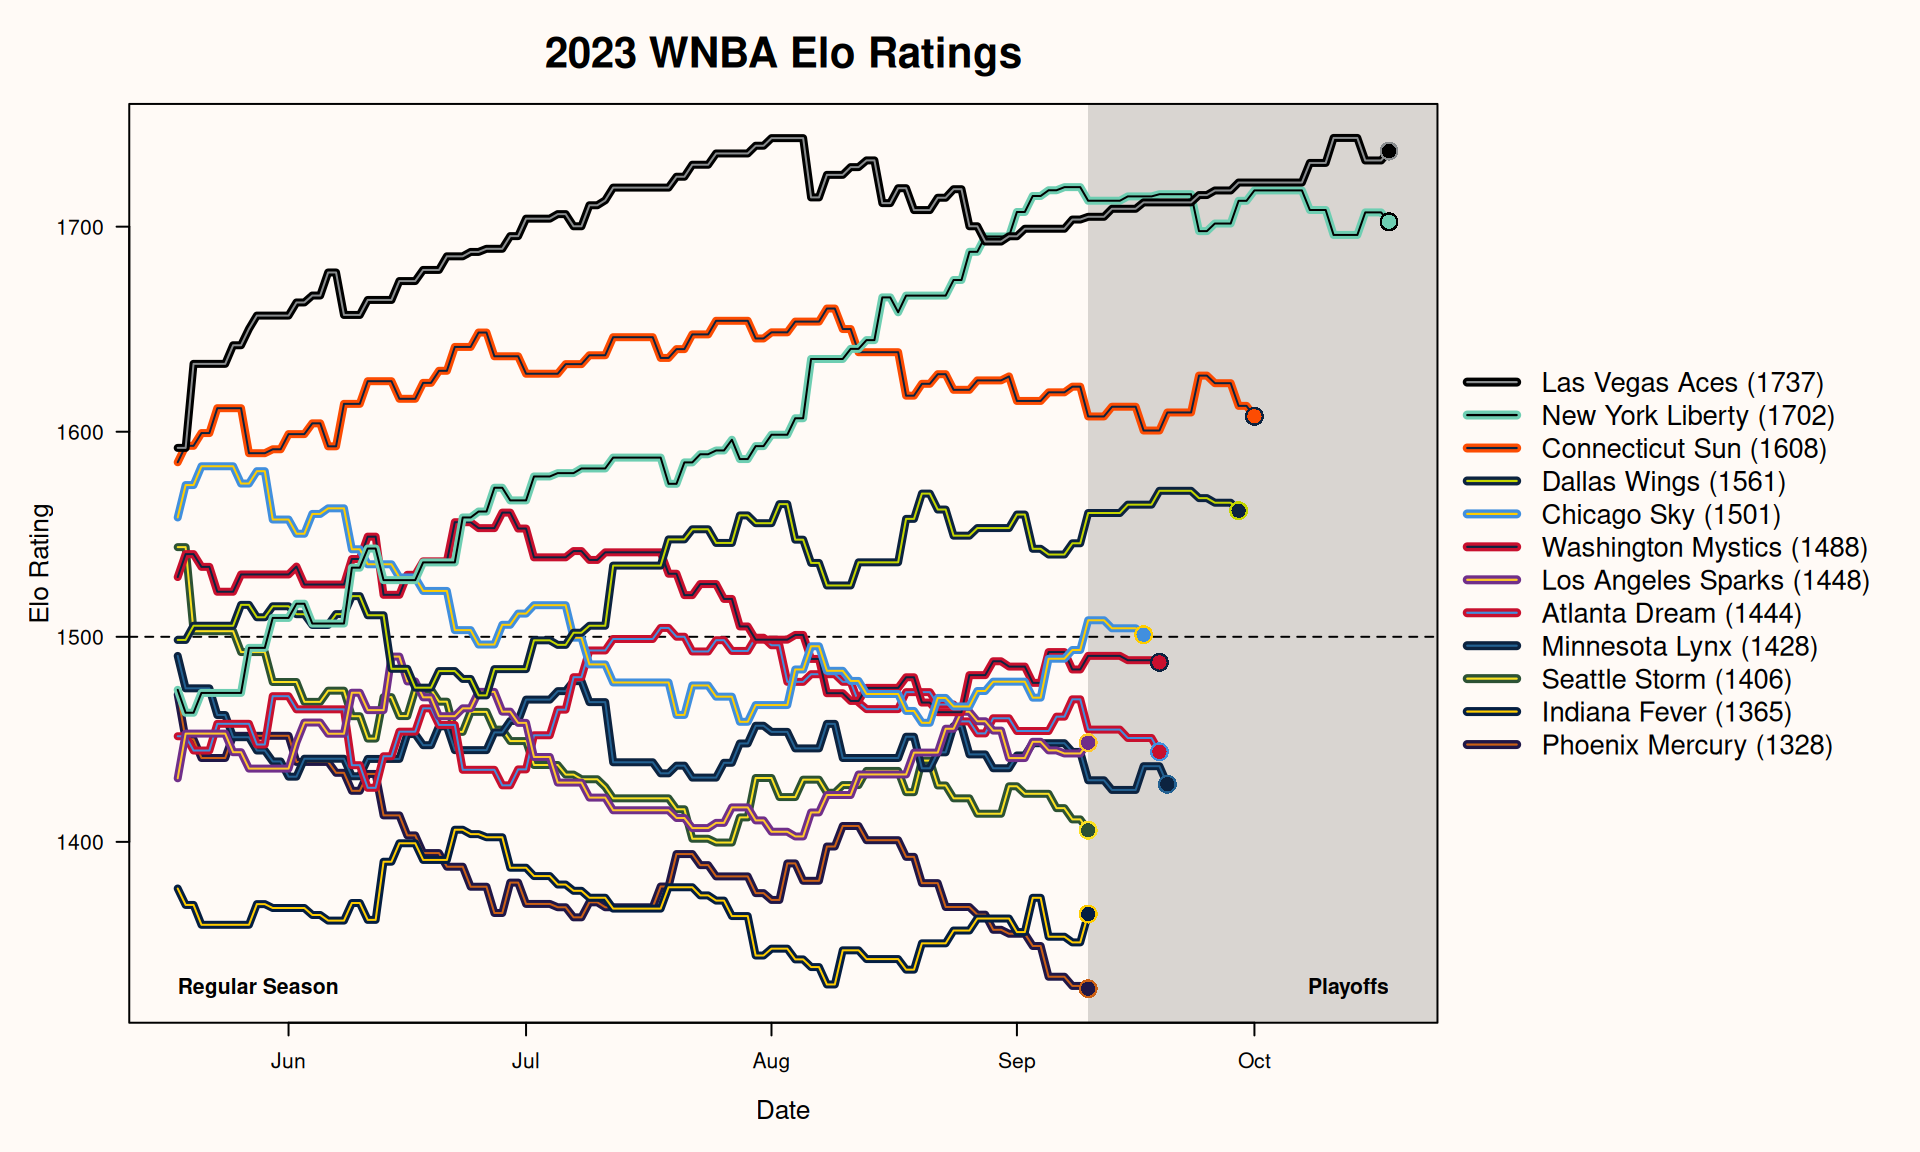 2023 WNBA Elo Ratings
Elo Rating
1700
1600
1500
1400
Regular Season
Playoffs
Jun
Jul
Aug
Sep
Oct
Date
Las Vegas Aces (1737)
New York Liberty (1702)
Connecticut Sun (1608)
Dallas Wings (1561)
Chicago Sky (1501)
Washington Mystics (1488)
Los Angeles Sparks (1448)
Atlanta Dream (1444)
Minnesota Lynx (1428)
Seattle Storm (1406)
Indiana Fever (1365)
Phoenix Mercury (1328)